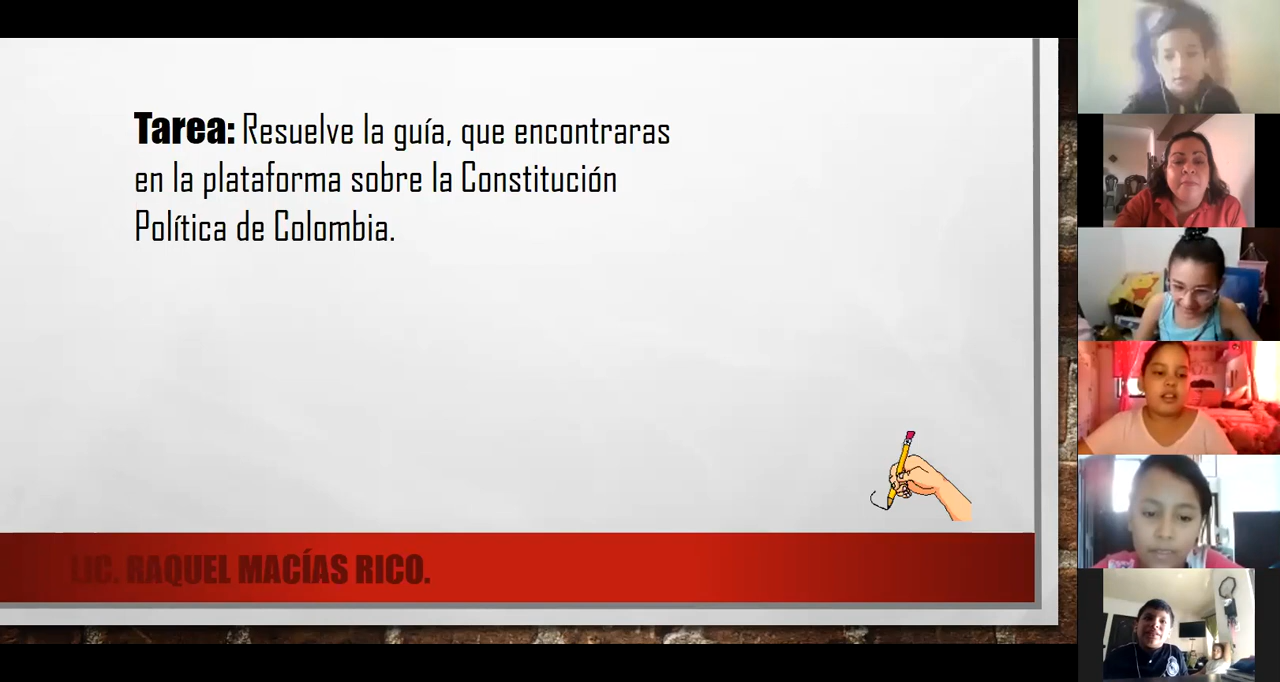 Tarea: Resuelve la guía, que encontraras
en la plataforma sobre la Constitución
Política de Colombia.
LIC. RAQUEL MACÍAS RICO.